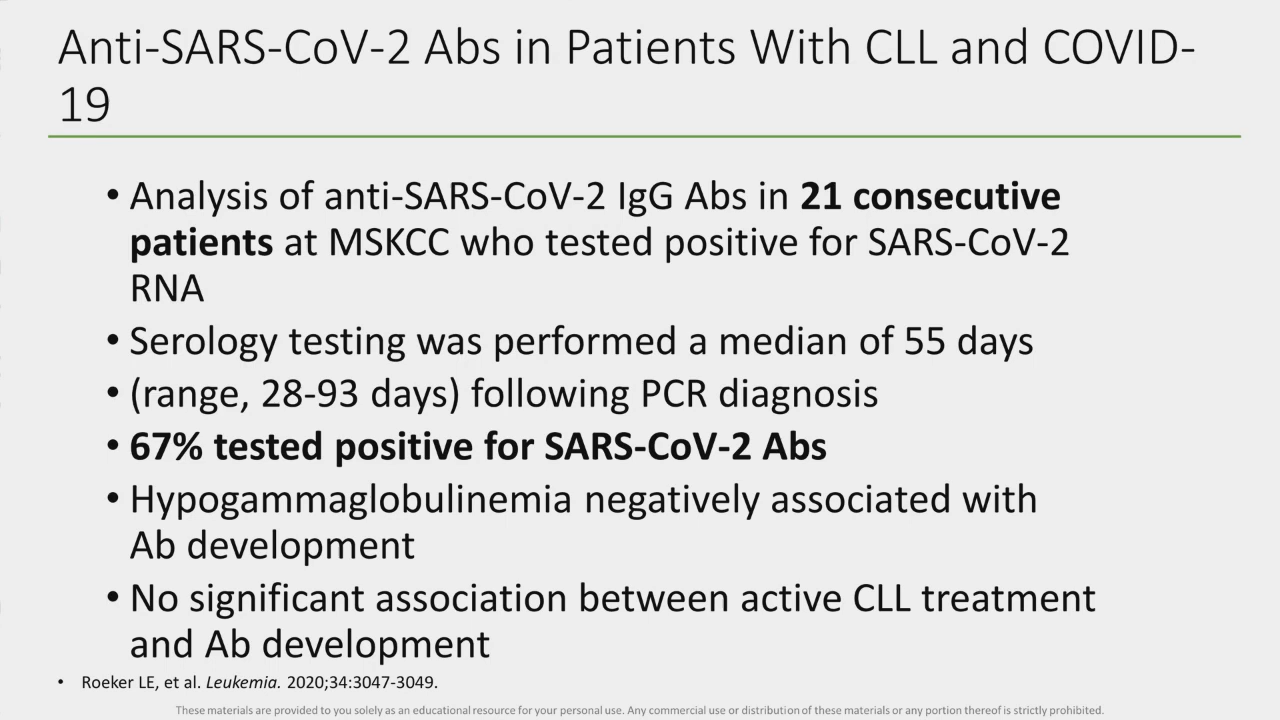 Anti-SARS-CoV-2 Abs in Patients With CLL and COVID-
19
• Analysis of anti-SARS-CoV-2 IgG Abs in 21 consecutive
patients at MSKCC who tested positive for SARS-CoV-2
RNA
• Serology testing was performed a median of 55 days
• (range, 28-93 days) following PCR diagnosis
• 67% tested positive for SARS-CoV-2 Abs
• Hypogammaglobulinemia negatively associated with
Ab development
• No significant association between active CLL treatment
and Ab development
• Roeker LE, et al. Leukemia. 2020;34:3047-3049.
These materials are provided to you solely as an educational resource for your personal use. Any commercial use or distribution of these materials or any portion thereof is strictly prohibited.